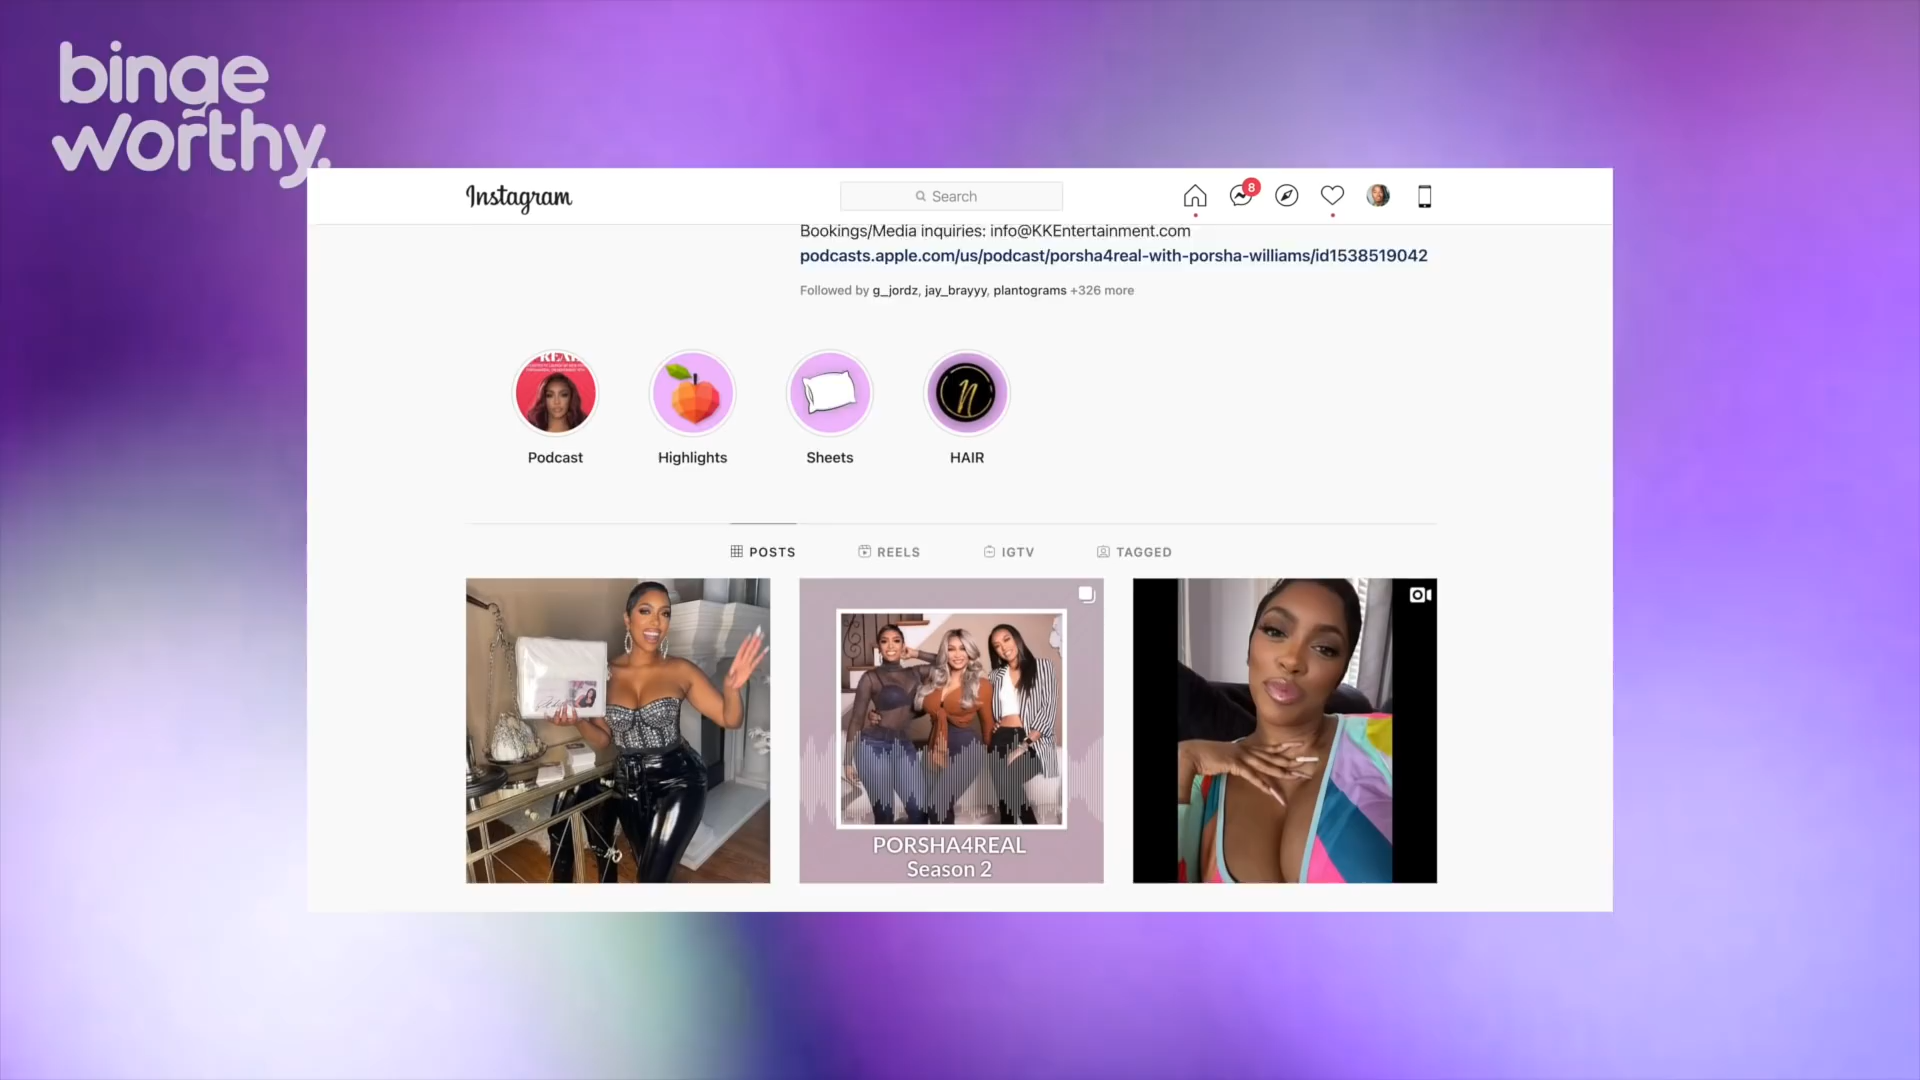 binge
worthy.
Instagram
Search
8
Bookings/Media inquiries: info@KKEntertainment.com
podcasts.apple.com/us/podcast/porsha4real-with-porsha-williams/id1538519042
Followed by g_jordz, jay_brayyy, plantograms +326 more
REAL
n
Podcast
Highlights
Sheets
HAIR
POSTS
REELS
IGTV
TAGGED
PORSHA4REAL
Season 2